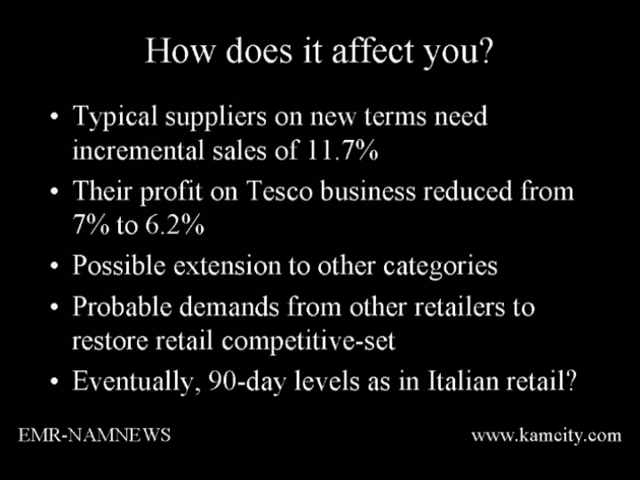 How does it affect you?
• Typical suppliers on new terms need
incremental sales of 11.7%
• Their profit on Tesco business reduced from
7% to 6.2%
• Possible extension to other categories
• Probable demands from other retailers to
restore retail competitive-set
• Eventually, 90-day levels as in Italian retail?
EMR-NAMNEWS
www.kamcity.com